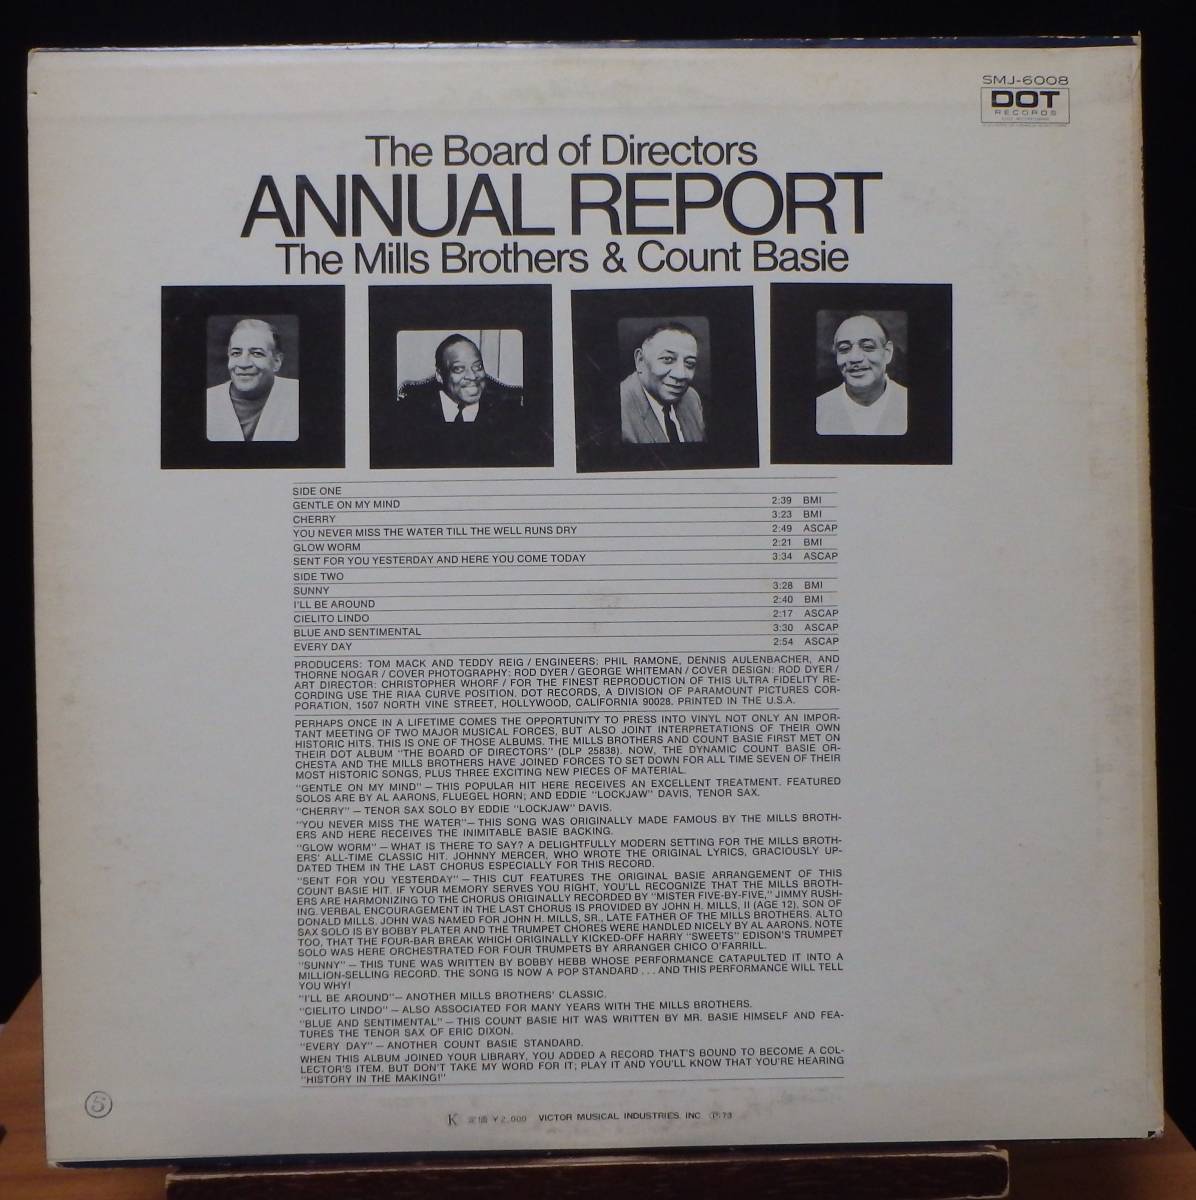 SMJ-6008
DOT
RECORDS
The Board of Directors
ANNUAL REPORT
The Mills Brothers & Count Basie
SIDE ONE
GENTLE ON MY MIND 2:39 BMI
CHERRY 3:23 BMI
YOU NEVER MISS THE WATER TILL THE WELL RUNS DRY 2:49 ASCAP
GLOW WORM 2:21 BMI
SENT FOR YOU YESTERDAY AND HERE YOU COME TODAY 3:34 ASCAP
SIDE TWO
SUNNY 3:28 BMI
I'LL BE AROUND 2:40 BMI
CIELITO LINDO 2:17 ASCAP
BLUE AND SENTIMENTAL 3:30 ASCAP
EVERY DAY 2:54 ASCAP
PRODUCERS: TOM MACK AND TEDDY REIG / ENGINEERS: PHIL RAMONE, DENNIS AULENBACHER, AND
THORNE NOGAR / COVER PHOTOGRAPHY: ROD DYER / GEORGE WHITEMAN / COVER DESIGN: ROD DYER /
ART DIRECTOR: CHRISTOPHER WHORF / FOR THE FINEST REPRODUCTION OF THIS ULTRA FIDELITY RE-
CORDING USE THE RIAA CURVE POSITION. DOT RECORDS, A DIVISION OF PARAMOUNT PICTURES COR-
PORATION, 1507 NORTH VINE STREET, HOLLYWOOD, CALIFORNIA 90028. PRINTED IN THE U.S.A.
PERHAPS ONCE IN A LIFETIME COMES THE OPPORTUNITY TO PRESS INTO VINYL NOT ONLY AN IMPOR-
TANT MEETING OF TWO MAJOR MUSICAL FORCES, BUT ALSO JOINT INTERPRETATIONS OF THEIR OWN
HISTORIC HITS. THIS IS ONE OF THOSE ALBUMS. THE MILLS BROTHERS AND COUNT BASIE FIRST MET ON
THEIR DOT ALBUM "THE BOARD OF DIRECTORS" (DLP 25838). NOW, THE DYNAMIC COUNT BASIE OR-
CHESTA AND THE MILLS BROTHERS HAVE JOINED FORCES TO SET DOWN FOR ALL TIME SEVEN OF THEIR
MOST HISTORIC SONGS, PLUS THREE EXCITING NEW PIECES OF MATERIAL.
"GENTLE ON MY MIND" – THIS POPULAR HIT HERE RECEIVES AN EXCELLENT TREATMENT. FEATURED
SOLOS ARE BY AL AARONS, FLUEGEL HORN; AND EDDIE "LOCKJAW" DAVIS, TENOR SAX.
"CHERRY" – TENOR SAX SOLO BY EDDIE "LOCKJAW" DAVIS.
"YOU NEVER MISS THE WATER"– THIS SONG WAS ORIGINALLY MADE FAMOUS BY THE MILLS BROTH-
ERS AND HERE RECEIVES THE INIMITABLE BASIE BACKING.
"GLOW WORM" – WHAT IS THERE TO SAY? A DELIGHTFULLY MODERN SETTING FOR THE MILLS BROTH-
ERS' ALL-TIME CLASSIC HIT. JOHNNY MERCER, WHO WROTE THE ORIGINAL LYRICS, GRACIOUSLY UP-
DATED THEM IN THE LAST CHORUS ESPECIALLY FOR THIS RECORD.
"SENT FOR YOU YESTERDAY" – THIS CUT FEATURES THE ORIGINAL BASIE ARRANGEMENT OF THIS
COUNT BASIE HIT. IF YOUR MEMORY SERVES YOU RIGHT, YOU'LL RECOGNIZE THAT THE MILLS BROTH-
ERS ARE HARMONIZING TO THE CHORUS ORIGINALLY RECORDED BY "MISTER FIVE-BY-FIVE," JIMMY RUSH-
ING. VERBAL ENCOURAGEMENT IN THE LAST CHORUS IS PROVIDED BY JOHN H. MILLS, II (AGE 12), SON OF
DONALD MILLS. JOHN WAS NAMED FOR JOHN H. MILLS, SR., LATE FATHER OF THE MILLS BROTHERS. ALTO
SAX SOLO IS BY BOBBY PLATER AND THE TRUMPET CHORES WERE HANDLED NICELY BY AL AARONS. NOTE
TOO, THAT THE FOUR-BAR BREAK WHICH ORIGINALLY KICKED-OFF HARRY "SWEETS" EDISON'S TRUMPET
SOLO WAS HERE ORCHESTRATED FOR FOUR TRUMPETS BY ARRANGER CHICO O'FARRILL.
"SUNNY" – THIS TUNE WAS WRITTEN BY BOBBY HEBB WHOSE PERFORMANCE CATAPULTED IT INTO A
MILLION-SELLING RECORD. THE SONG IS NOW A POP STANDARD . . . AND THIS PERFORMANCE WILL TELL
YOU WHY!
"I'LL BE AROUND"– ANOTHER MILLS BROTHERS' CLASSIC.
"CIELITO LINDO" – ALSO ASSOCIATED FOR MANY YEARS WITH THE MILLS BROTHERS.
"BLUE AND SENTIMENTAL" – THIS COUNT BASIE HIT WAS WRITTEN BY MR. BASIE HIMSELF AND FEA-
TURES THE TENOR SAX OF ERIC DIXON.
"EVERY DAY" – ANOTHER COUNT BASIE STANDARD.
WHEN THIS ALBUM JOINED YOUR LIBRARY, YOU ADDED A RECORD THAT'S BOUND TO BECOME A COL-
LECTOR'S ITEM. BUT DON'T TAKE MY WORD FOR IT; PLAY IT AND YOU'LL KNOW THAT YOU'RE HEARING
"HISTORY IN THE MAKING!"
S
K 定価 ¥2,000 VICTOR MUSICAL INDUSTRIES, INC. Ⓟ'73